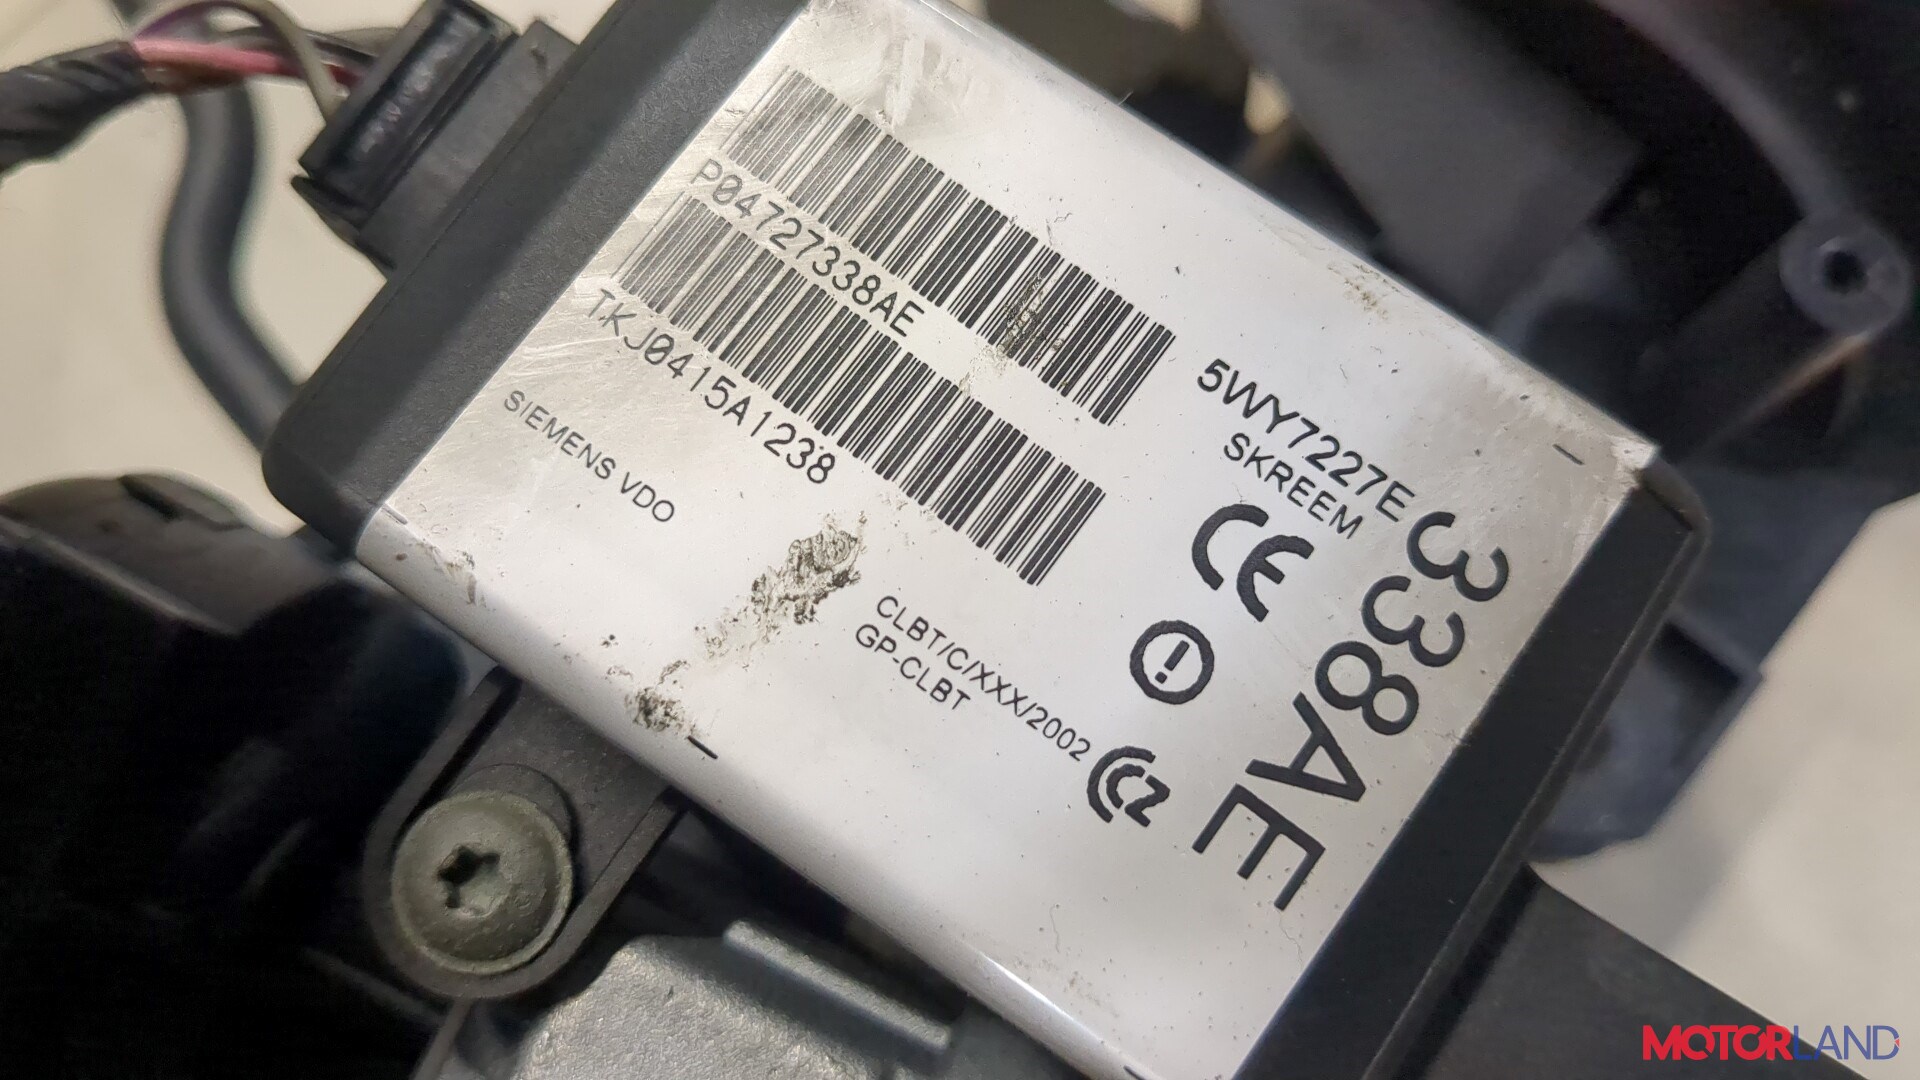 P04727338AE
TKJ0415A1238
SIEMENS VDO
5WY7227E
SKREEM
CE
338AE
CLBT/C/XXX/2002
GP-CLBT
MOTORLAND